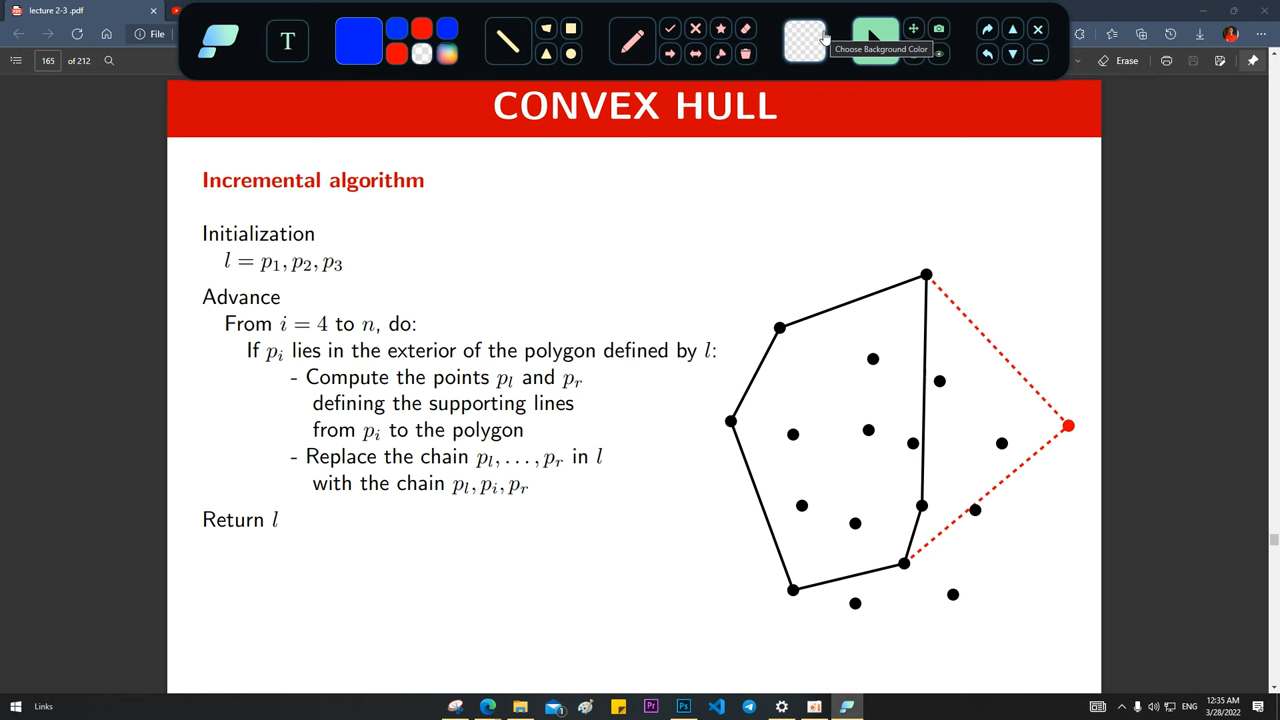 lecture 2-3 .pdf
File
165 of 212
T
Choose Background Color
Erase
CONVEX HULL
Incremental algorithm
Initialization
l = p₁, p₂, p₃
Advance
From i = 4 to n, do:
If pᵢ lies in the exterior of the polygon defined by l:
- Compute the points pₗ and pᵣ
defining the supporting lines
from pᵢ to the polygon
- Replace the chain pₗ, . . . , pᵣ in l
with the chain pₗ, pᵢ, pᵣ
Return l
Links
Pr
Ps
ENG
12:35 AM
3/28/2022